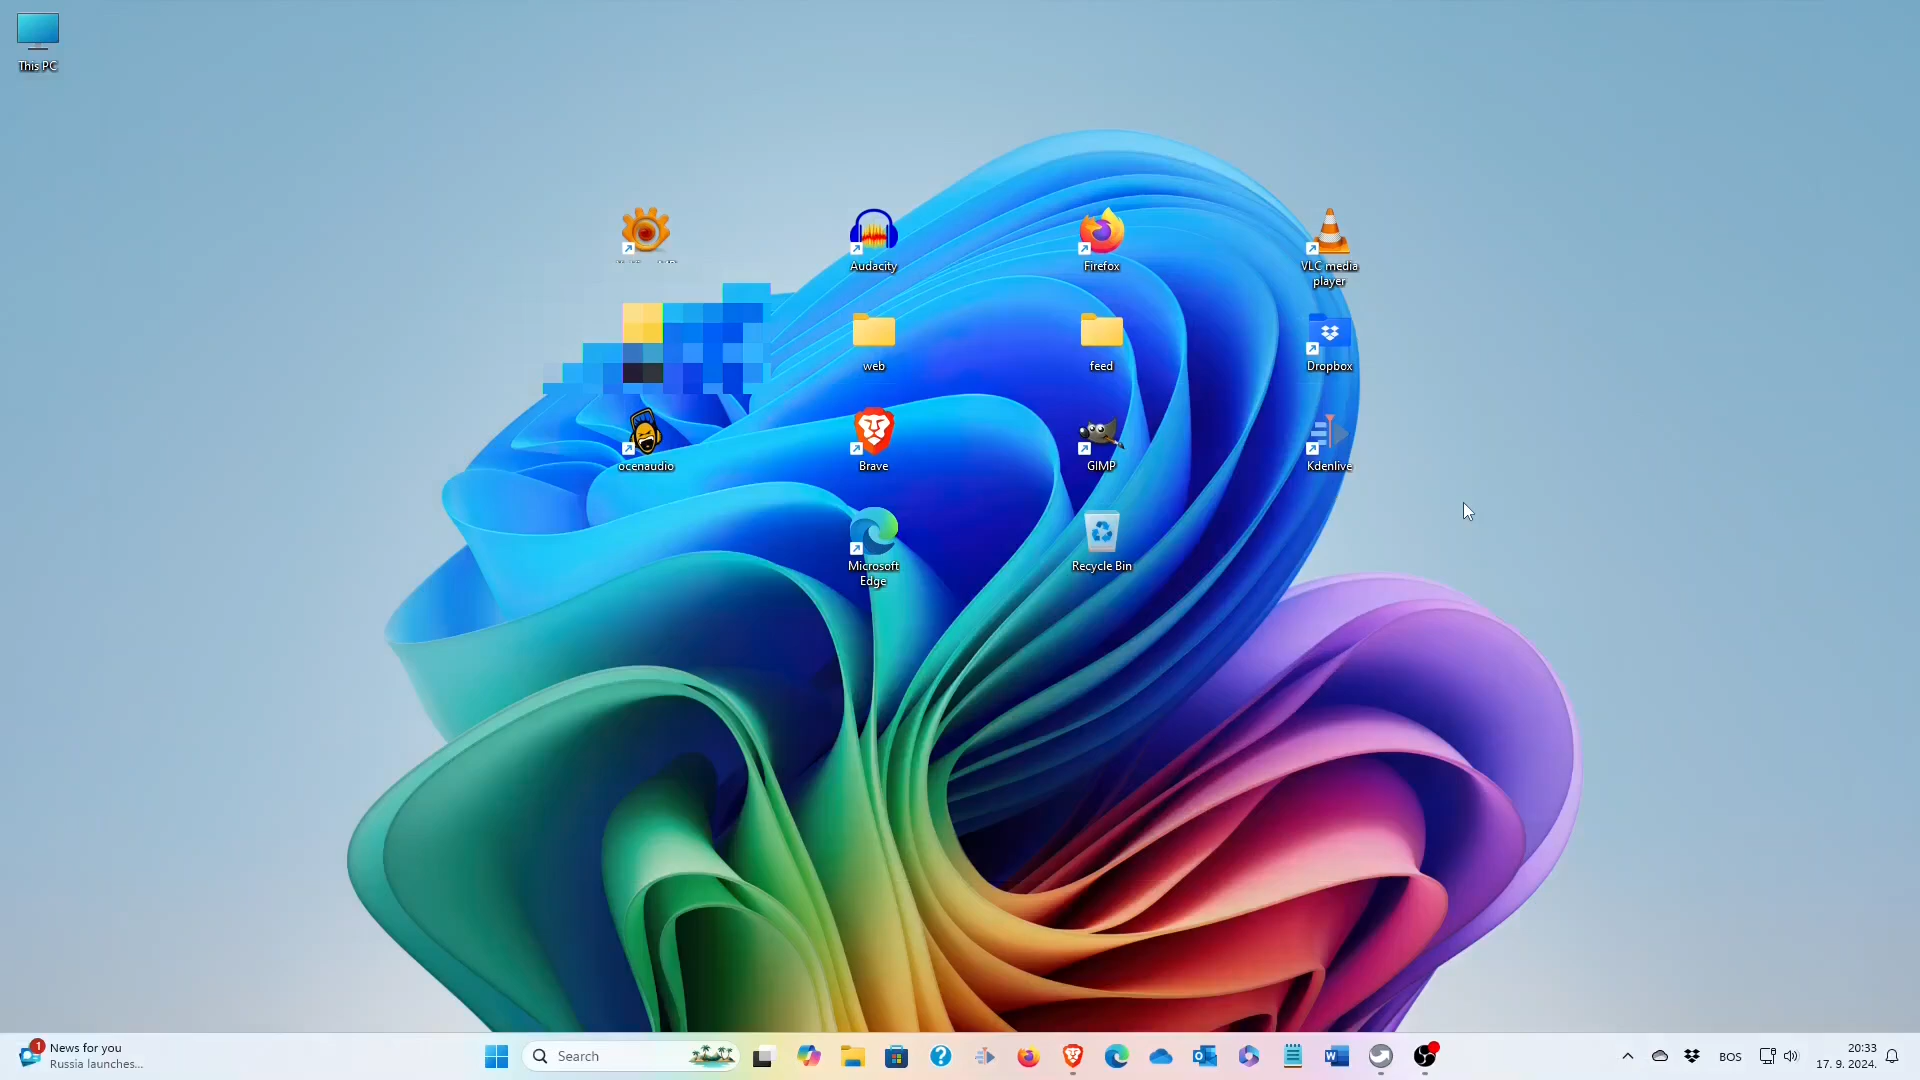 This PC
Audacity
Firefox
VLC media
player
web
feed
Dropbox
ocenaudio
Brave
GIMP
Kdenlive
Microsoft
Edge
Recycle Bin
1
News for you
Russia launches...
Search
BOS
20:33
17. 9. 2024.